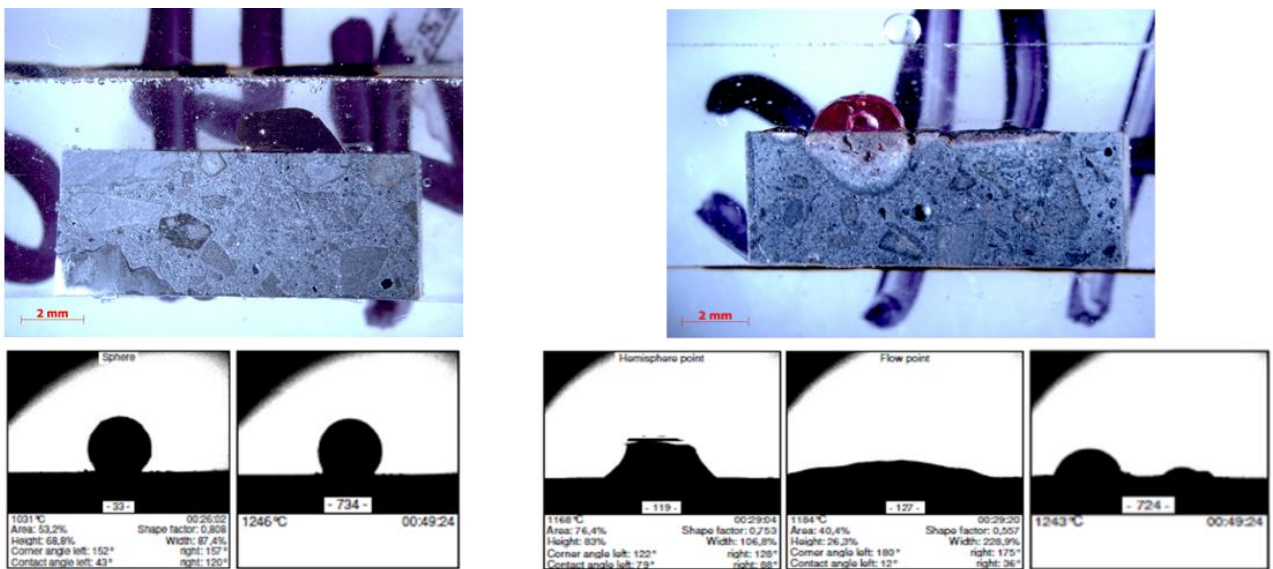 2 mm
2 mm
Sphere
- 33 -
1031°C 00:26:02
Area: 53,2% Shape factor: 0,808
Height: 68,8% Width: 87,4%
Corner angle left: 152° right: 157°
Contact angle left: 43° right: 120°
- 734 -
1246°C 00:49:24
Hemisphere point
- 119 -
1168°C 00:29:04
Area: 76,4% Shape factor: 0,753
Height: 83% Width: 106,8%
Corner angle left: 122° right: 128°
Contact angle left: 79° right: 88°
Flow point
- 127 -
1184°C 00:29:20
Area: 40,4% Shape factor: 0,557
Height: 26,3% Width: 228,9%
Corner angle left: 180° right: 175°
Contact angle left: 12° right: 36°
- 724 -
1243°C 00:49:24